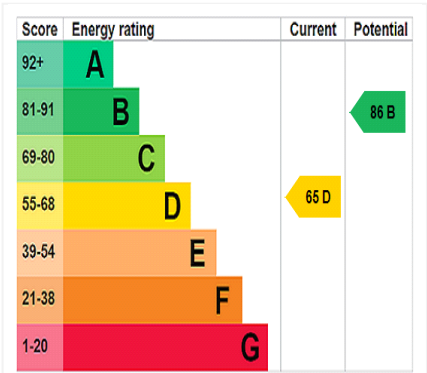 Score Energy rating Current Potential
92+ A
81-91 B 86 B
69-80 C
55-68 D 65 D
39-54 E
21-38 F
1-20 G